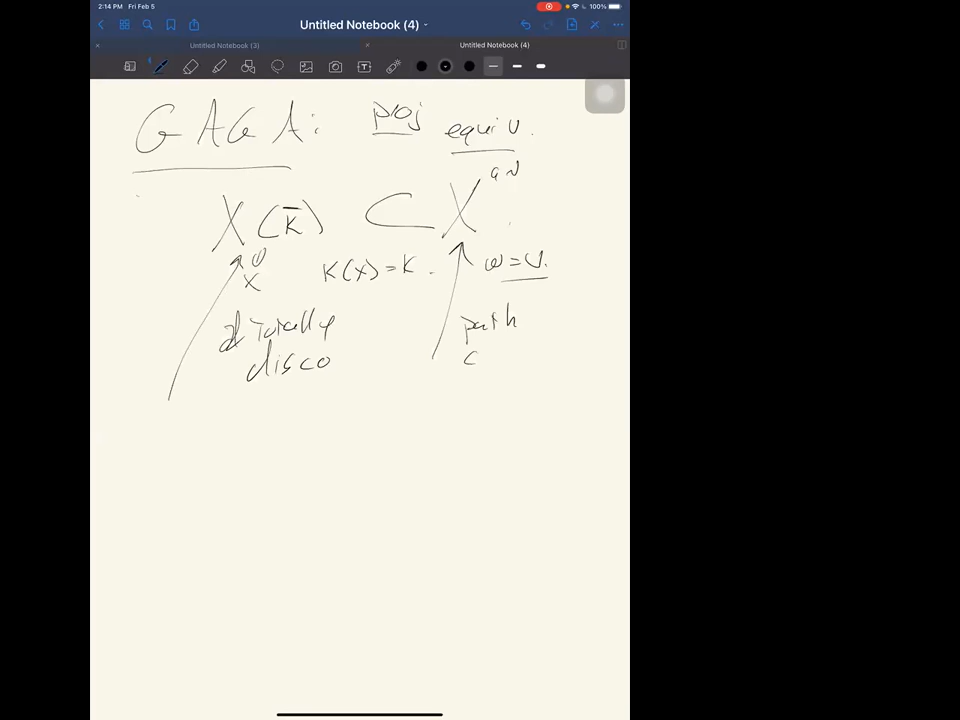 2:14 PM Fri Feb 5
100%
Untitled Notebook (4)
Untitled Notebook (3)
Untitled Notebook (4)
GAGA: proj equiv.
X(K̄) ⊂ X^an
x K(x) = K. ω = v.
totally path
disco c